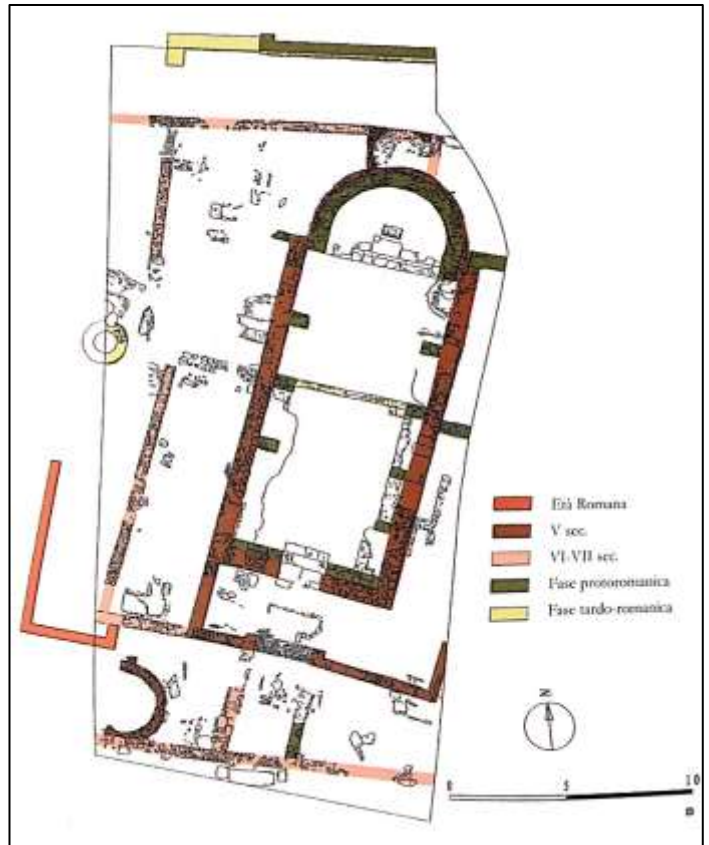 Età Romana
V sec.
VI-VII sec.
Fase protoromanica
Fase tardo-romanica
N
0 5 10
m